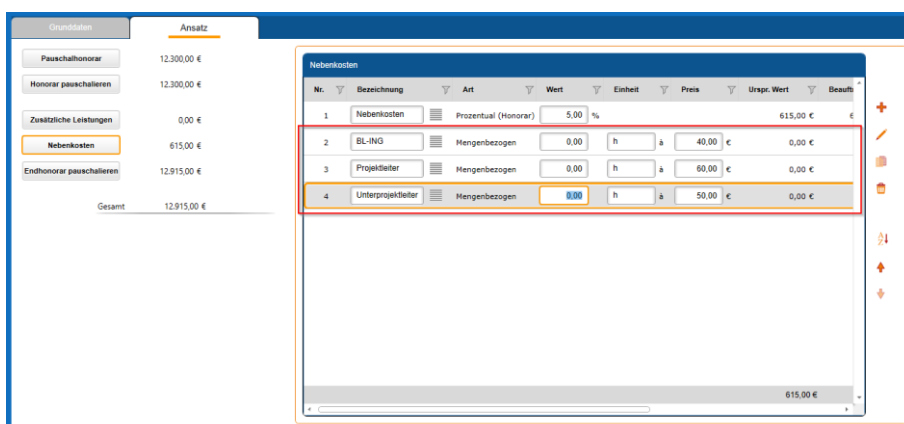 Grunddaten Ansatz
Pauschalhonorar 12.300,00 €
Honorar pauschalieren 12.300,00 €
Zusätzliche Leistungen 0,00 €
Nebenkosten 615,00 €
Endhonorar pauschalieren 12.915,00 €
Gesamt 12.915,00 €
Nebenkosten
Nr. Bezeichnung Art Wert Einheit Preis Urspr. Wert Beauft
1 Nebenkosten Prozentual (Honorar) 5,00 % 615,00 € 6
2 BL-ING Mengenbezogen 0,00 h à 40,00 € 0,00 €
3 Projektleiter Mengenbezogen 0,00 h à 60,00 € 0,00 €
4 Unterprojektleiter Mengenbezogen 0,00 h à 50,00 € 0,00 €
615,00 €